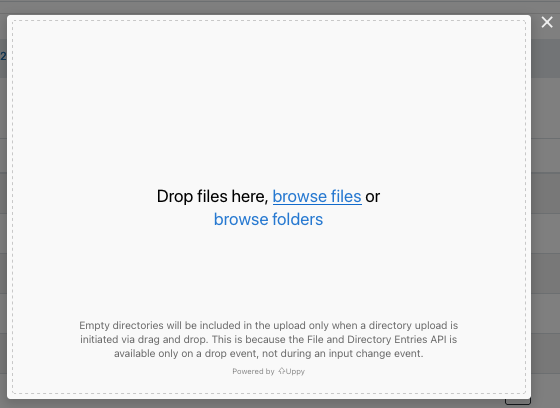 2
Drop files here, browse files or
browse folders
Empty directories will be included in the upload only when a directory upload is
initiated via drag and drop. This is because the File and Directory Entries API is
available only on a drop event, not during an input change event.
Powered by Uppy